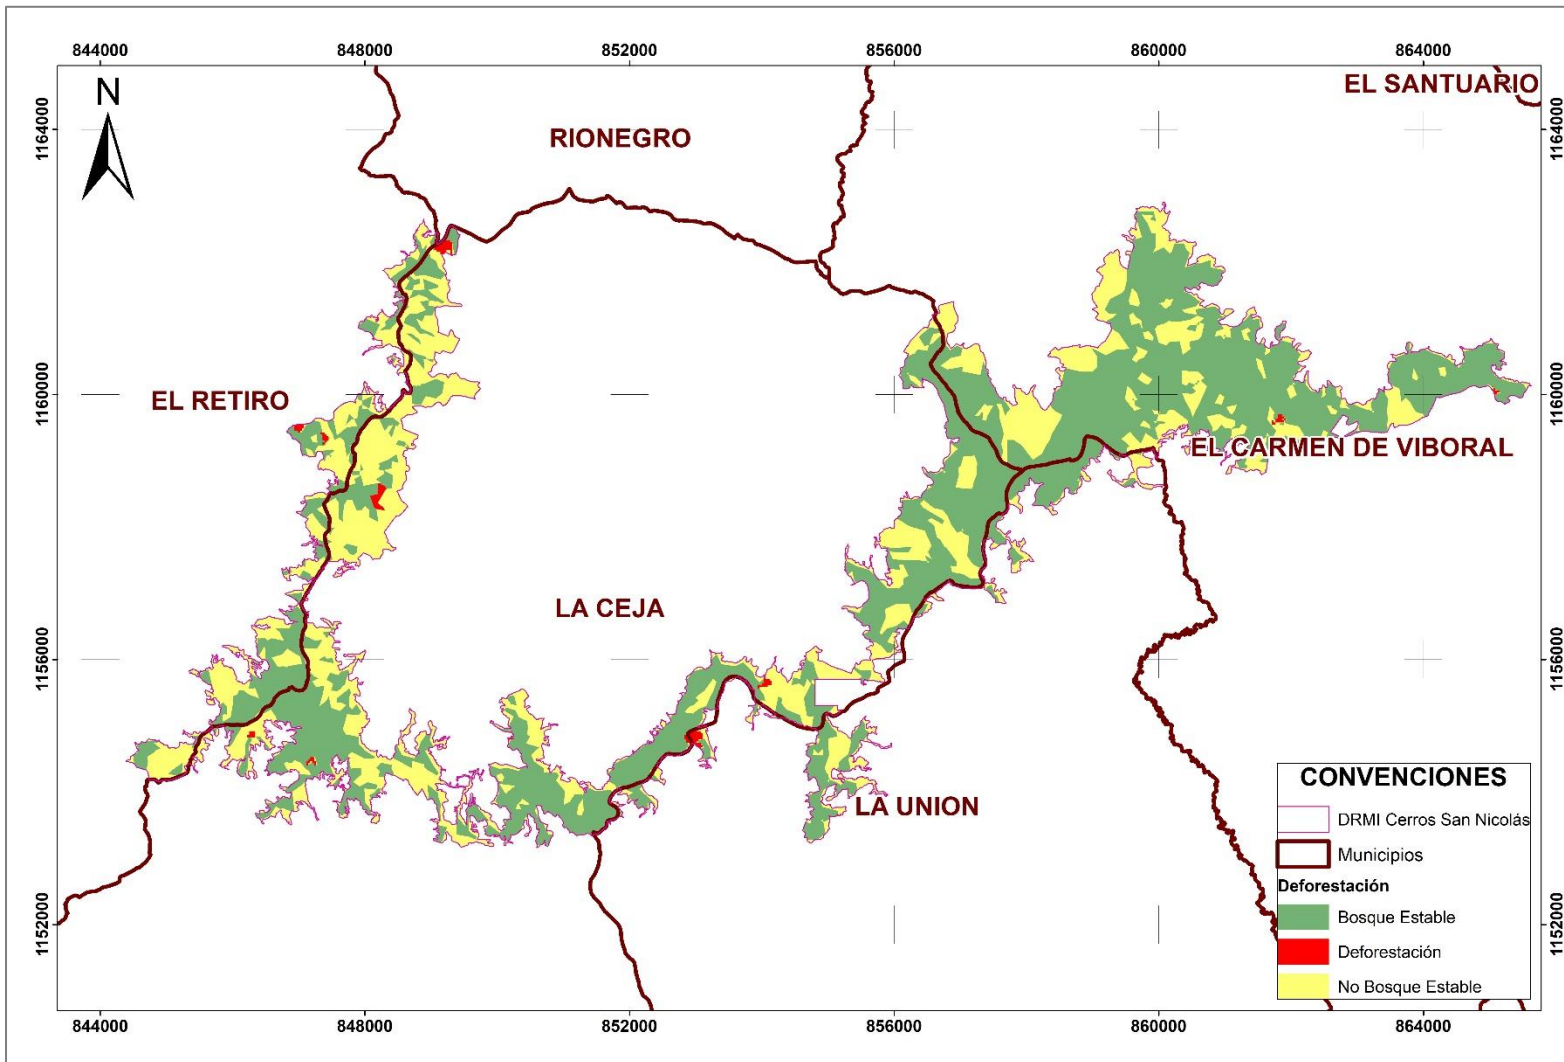 844000 848000 852000 856000 860000 864000
N
EL SANTUARIO
1164000 1164000
RIONEGRO
1160000 1160000
EL RETIRO
EL CARMEN DE VIBORAL
LA CEJA
1156000 1156000
LA UNION
CONVENCIONES
DRMI Cerros San Nicolás
Municipios
Deforestación
Bosque Estable
1152000 1152000
Deforestación
No Bosque Estable
844000 848000 852000 856000 860000 864000